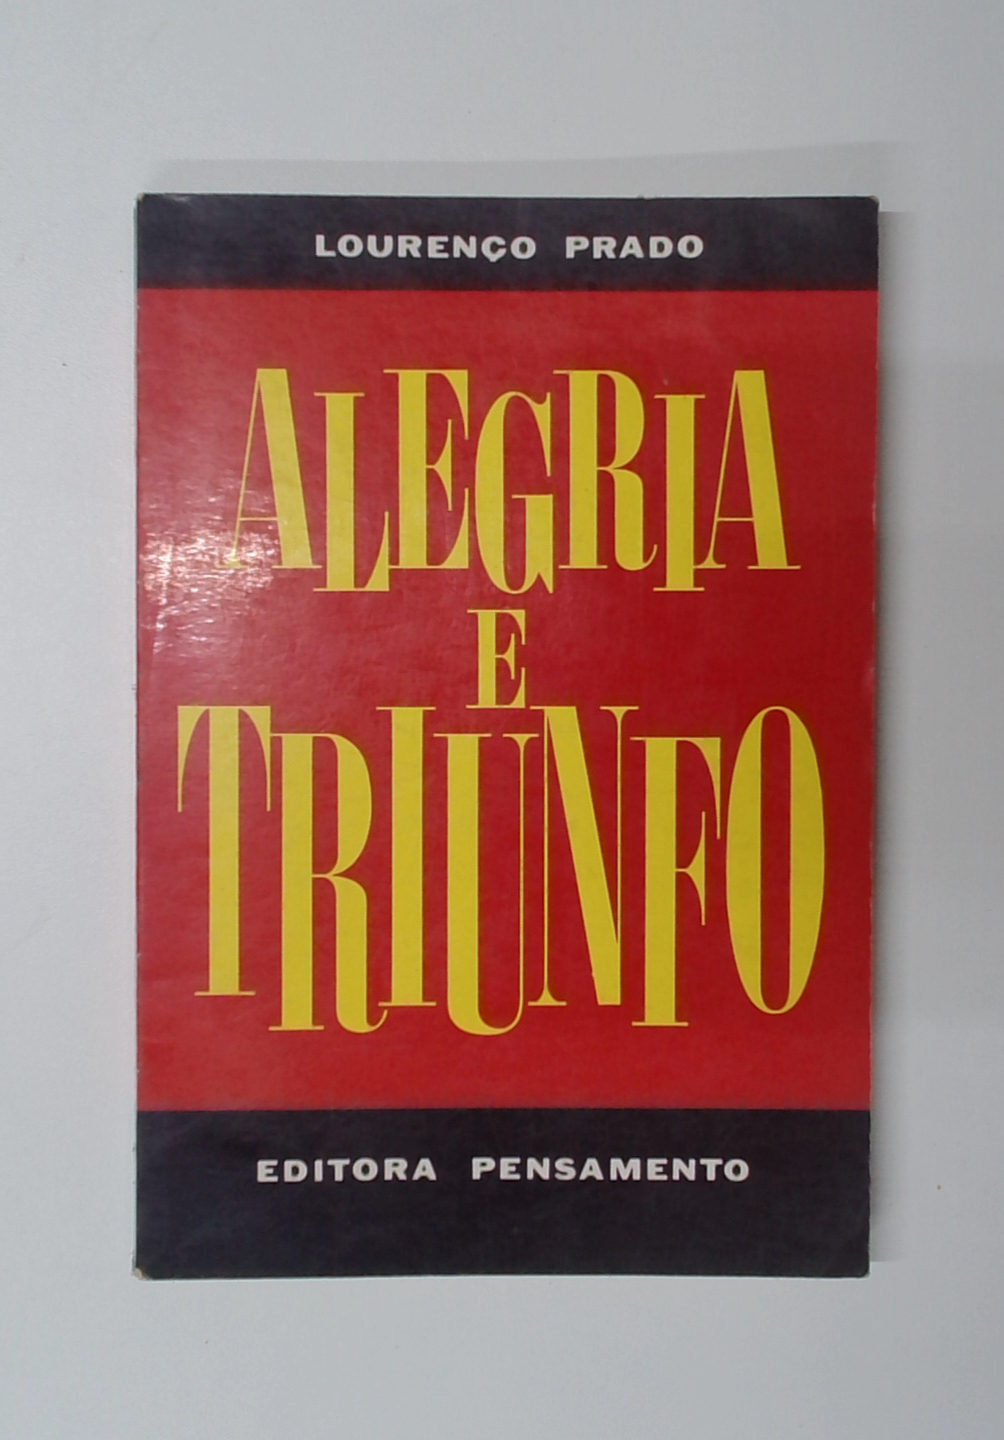 LOURENÇO PRADO
ALEGRIA
E
TRIUNFO
EDITORA PENSAMENTO